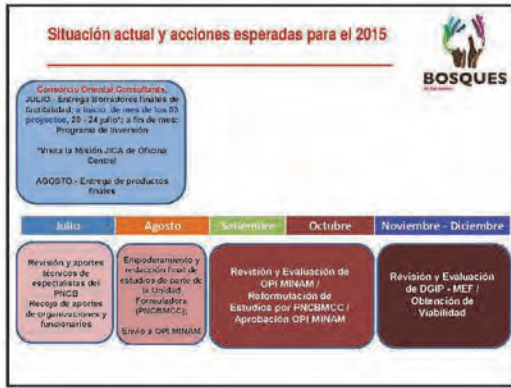 Situación actual y acciones esperadas para el 2015
BOSQUES
Consorcio Oriental Consultants,
JULIO.- Entrega Borradores finales de
factibilidad; a inicio de mes de los 03
proyectos, 20 - 24 julio*; a fin de mes:
Programa de Inversión
*Visita la Misión JICA de Oficina
Central
AGOSTO.- Entrega de productos
finales
Julio
Agosto
Setiembre
Octubre
Noviembre - Diciembre
Revisión y aportes
técnicos de
especialistas del
PNCB
Recojo de aportes
de organizaciones y
funcionarios
Empoderamiento y
redacción final de
estudios de parte de
la Unidad
Formuladora
(PNCBMCC);
Envío a OPI MINAM
Revisión y Evaluación de
OPI MINAM /
Reformulación de
Estudios por PNCBMCC /
Aprobación OPI MINAM
Revisión y Evaluación
de DGIP - MEF /
Obtención de
Viabilidad